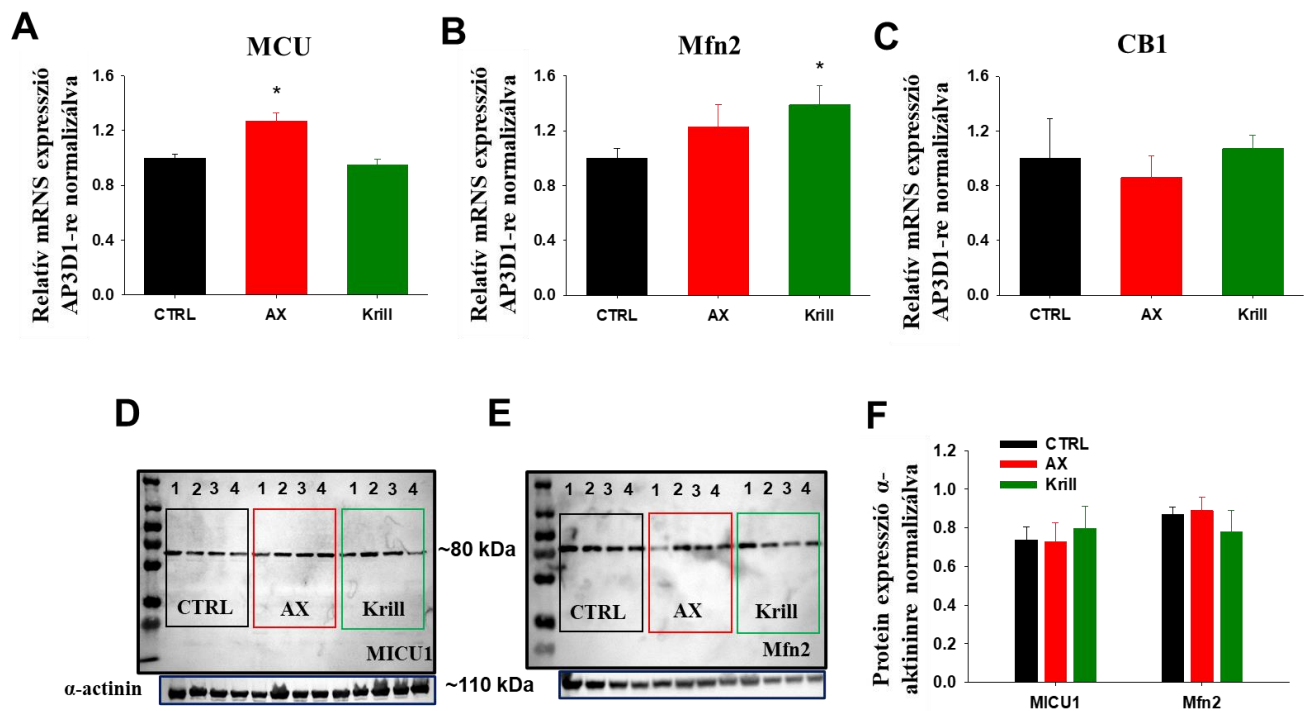 A
MCU
Relatív mRNS expresszió
AP3D1-re normalizálva
1.6
1.2
0.8
0.4
0.0
*
CTRL
AX
Krill
B
Mfn2
Relatív mRNS expresszió
AP3D1-re normalizálva
1.6
1.2
0.8
0.4
0.0
*
CTRL
AX
Krill
C
CB1
Relatív mRNS expresszió
AP3D1-re normalizálva
1.6
1.2
0.8
0.4
0.0
CTRL
AX
Krill
D
1 2 3 4 1 2 3 4 1 2 3 4
~80 kDa
CTRL AX Krill
MICU1
α-actinin
~110 kDa
E
1 2 3 4 1 2 3 4 1 2 3 4
CTRL AX Krill
Mfn2
F
CTRL
AX
Krill
Protein expresszió α-
aktininre normalizálva
1.2
1.0
0.8
0.6
0.4
0.2
0.0
MICU1 Mfn2